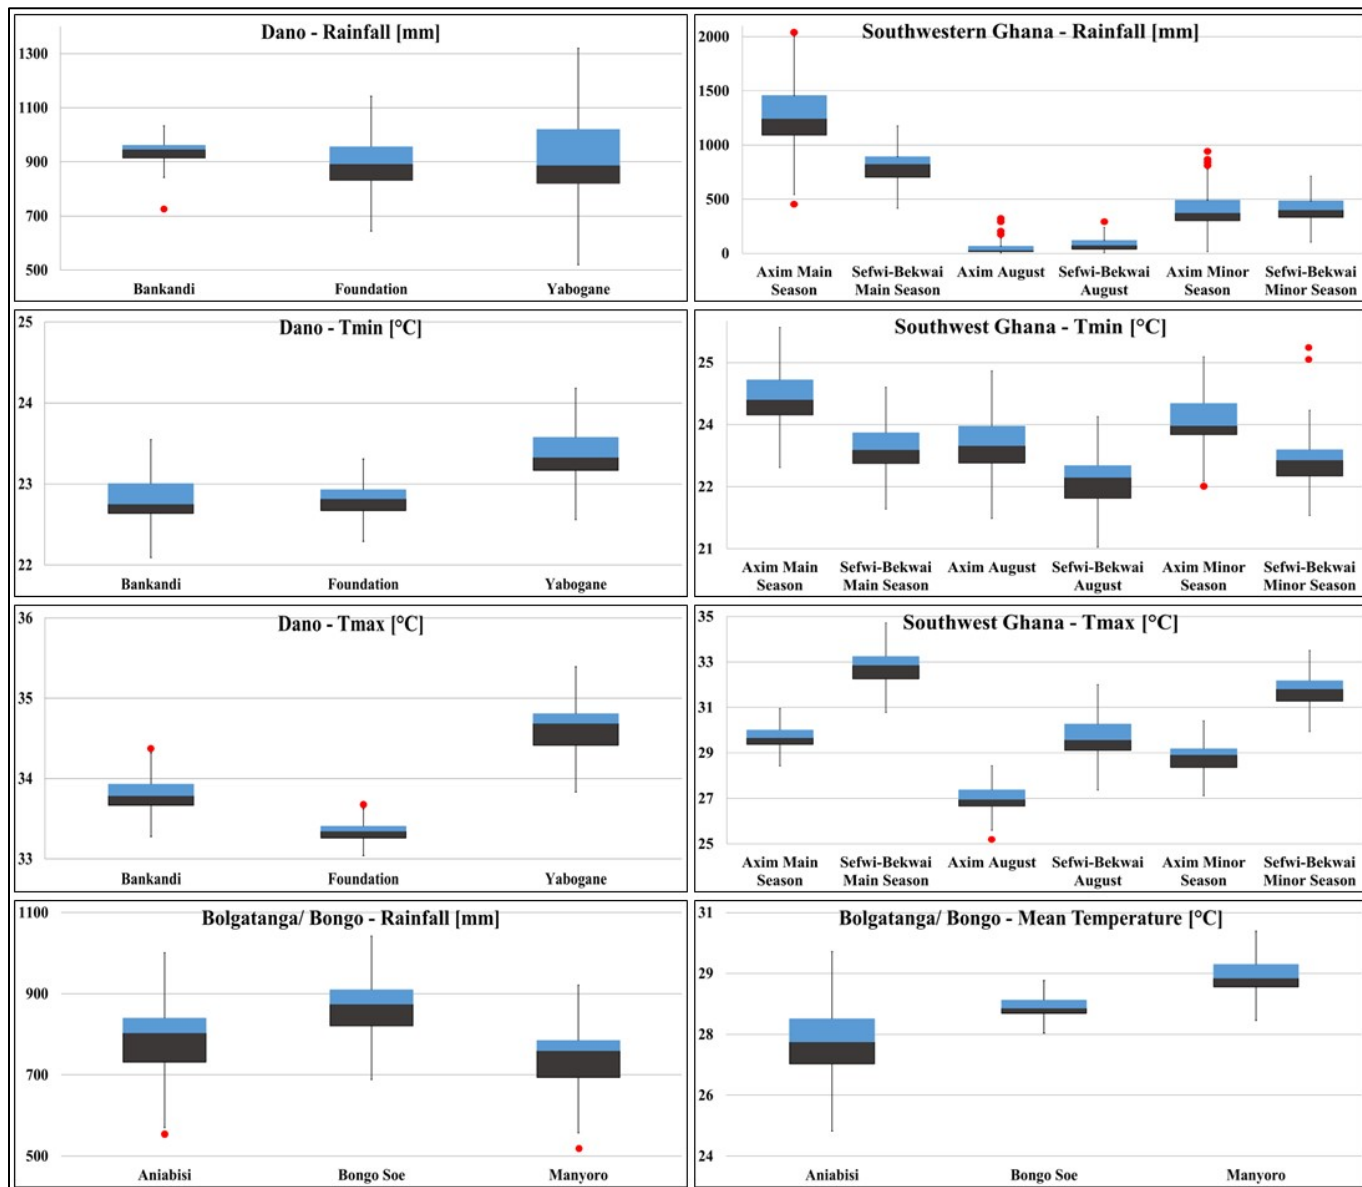 Dano - Rainfall [mm]
1300
1100
900
700
500
Bankandi Foundation Yabogane
Southwestern Ghana - Rainfall [mm]
2000
1500
1000
500
0
Axim Main Sefwi-Bekwai Axim August Sefwi-Bekwai Axim Minor Sefwi-Bekwai
Season Main Season August Season Minor Season
Dano - Tmin [°C]
25
24
23
22
Bankandi Foundation Yabogane
Southwest Ghana - Tmin [°C]
25
24
22
21
Axim Main Sefwi-Bekwai Axim August Sefwi-Bekwai Axim Minor Sefwi-Bekwai
Season Main Season August Season Minor Season
Dano - Tmax [°C]
36
35
34
33
Bankandi Foundation Yabogane
Southwest Ghana - Tmax [°C]
35
33
31
29
27
25
Axim Main Sefwi-Bekwai Axim August Sefwi-Bekwai Axim Minor Sefwi-Bekwai
Season Main Season August Season Minor Season
Bolgatanga/ Bongo - Rainfall [mm]
1100
900
700
500
Aniabisi Bongo Soe Manyoro
Bolgatanga/ Bongo - Mean Temperature [°C]
31
29
28
26
24
Aniabisi Bongo Soe Manyoro